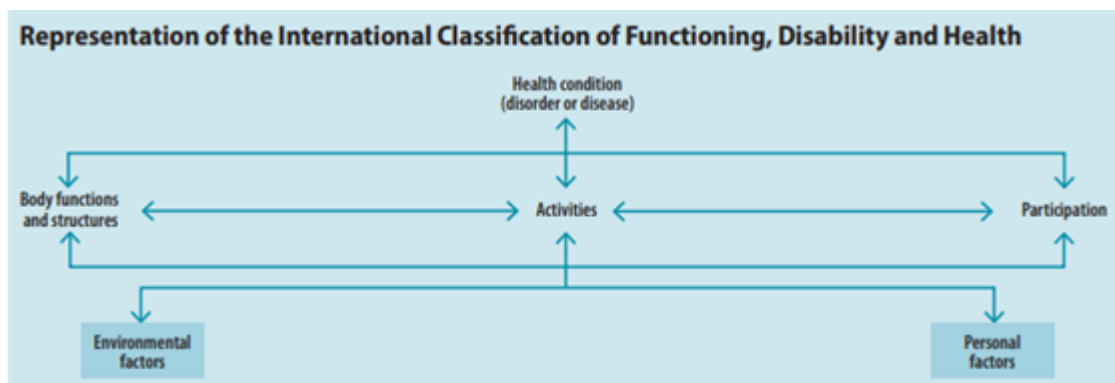 Representation of the International Classification of Functioning, Disability and Health
Health condition
(disorder or disease)
Body functions
and structures
Activities
Participation
Environmental
factors
Personal
factors